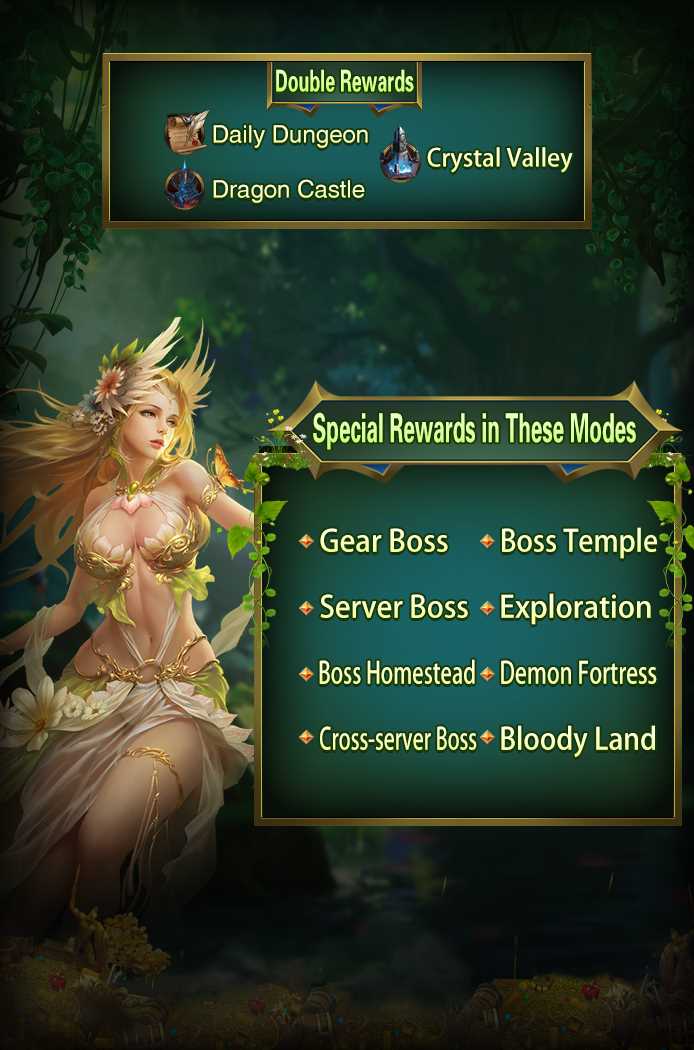 Double Rewards
Daily Dungeon
Crystal Valley
Dragon Castle
Special Rewards in These Modes
Gear Boss
Boss Temple
Server Boss
Exploration
Boss Homestead
Demon Fortress
Cross-server Boss
Bloody Land